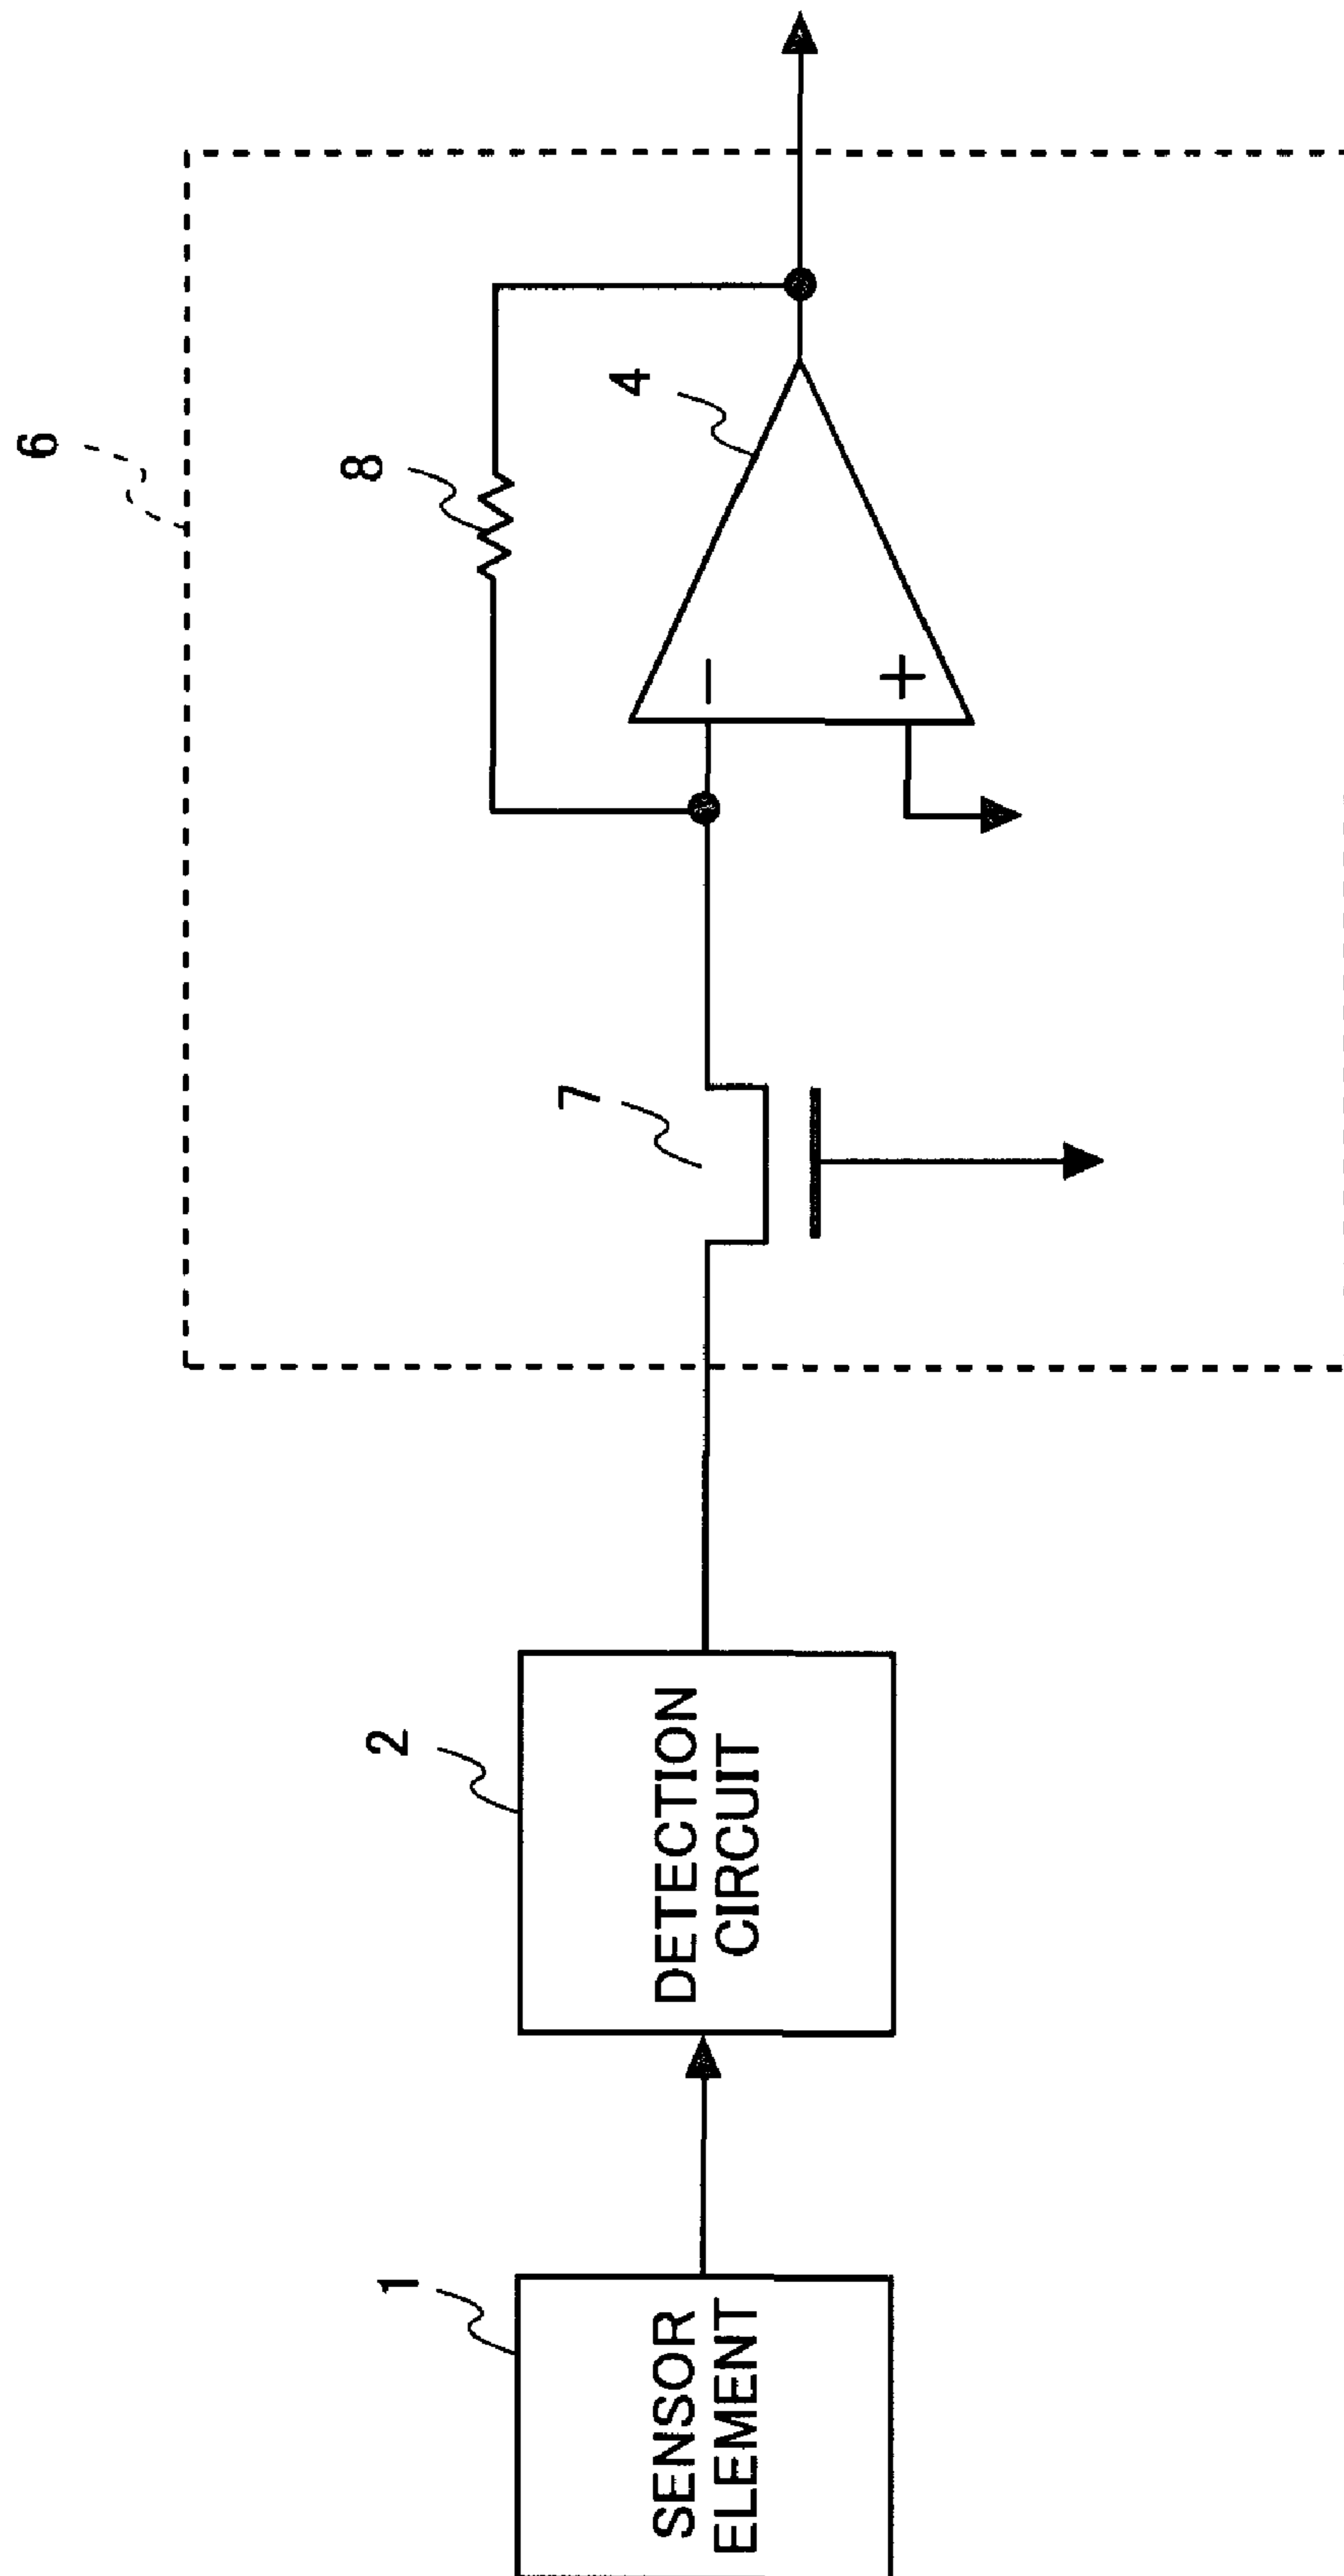 6
8
4
7
2
DETECTION
CIRCUIT
1
SENSOR
ELEMENT
−
+